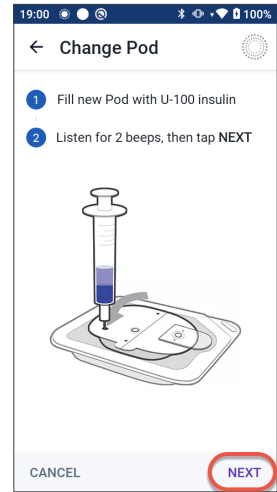 19:00 100%
Change Pod
1 Fill new Pod with U-100 insulin
2 Listen for 2 beeps, then tap NEXT
CANCEL NEXT